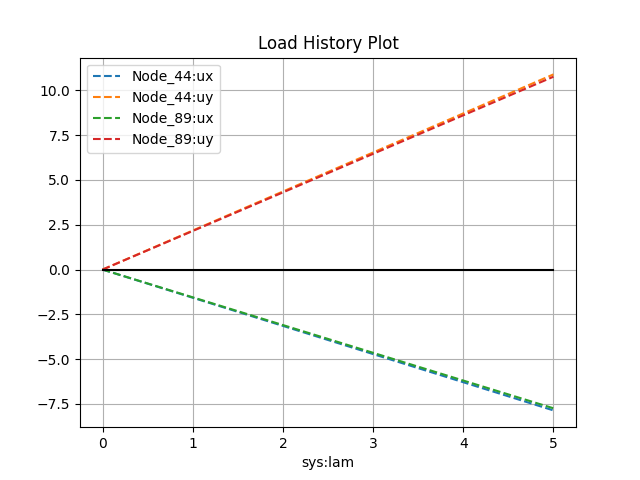 Load History Plot
Node_44:ux
Node_44:uy
Node_89:ux
Node_89:uy
10.0
7.5
5.0
2.5
0.0
−2.5
−5.0
−7.5
0 1 2 3 4 5
sys:lam